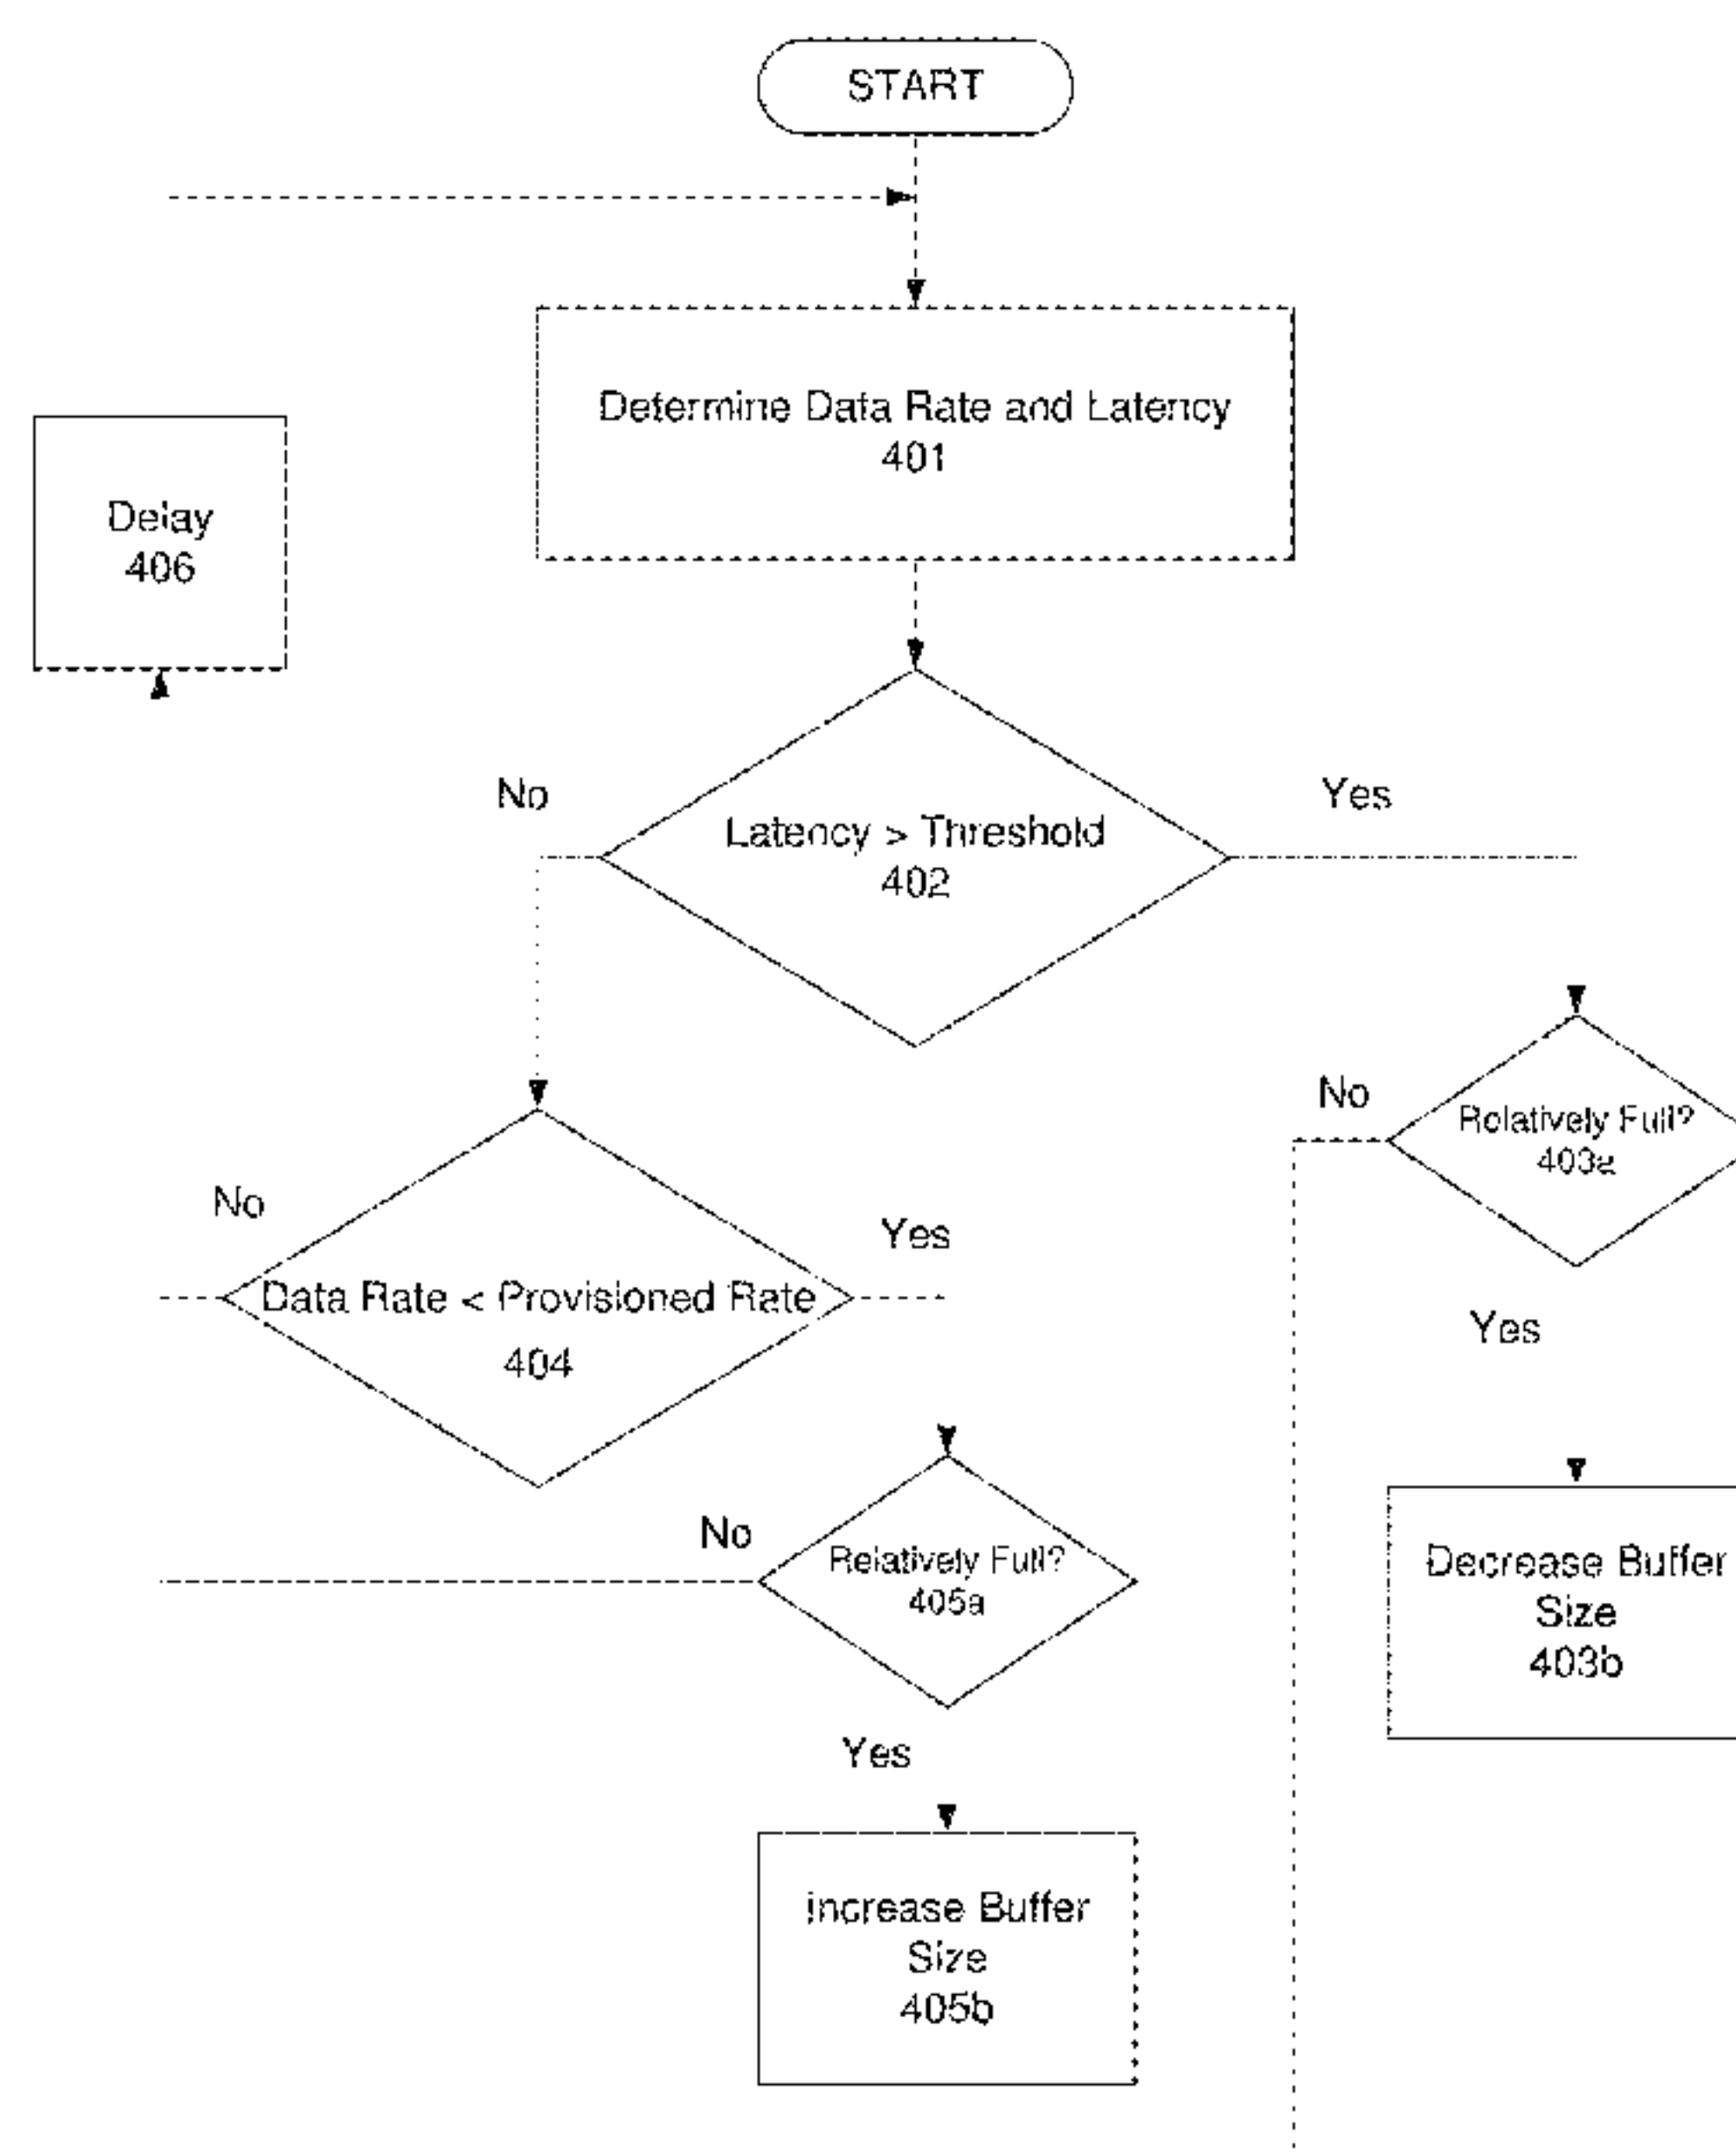 START
Determine Data Rate and Latency
401
Delay
406
No
Yes
Latency > Threshold
402
No
Relatively Full?
403a
No
Yes
Data Rate < Provisioned Rate
404
Yes
No
Relatively Full?
405a
Decrease Buffer
Size
403b
Yes
Increase Buffer
Size
405b